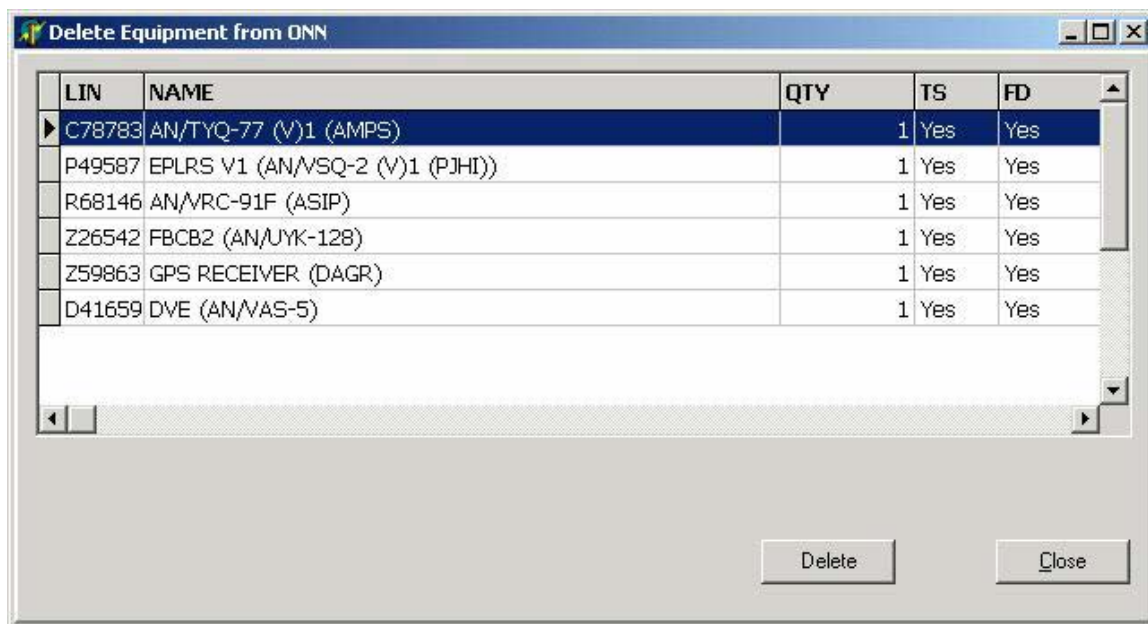 Delete Equipment from ONN
LIN NAME QTY TS FD
C78783 AN/TYQ-77 (V)1 (AMPS) 1 Yes Yes
P49587 EPLRS V1 (AN/VSQ-2 (V)1 (PJHI)) 1 Yes Yes
R68146 AN/VRC-91F (ASIP) 1 Yes Yes
Z26542 FBCB2 (AN/UYK-128) 1 Yes Yes
Z59863 GPS RECEIVER (DAGR) 1 Yes Yes
D41659 DVE (AN/VAS-5) 1 Yes Yes
Delete Close